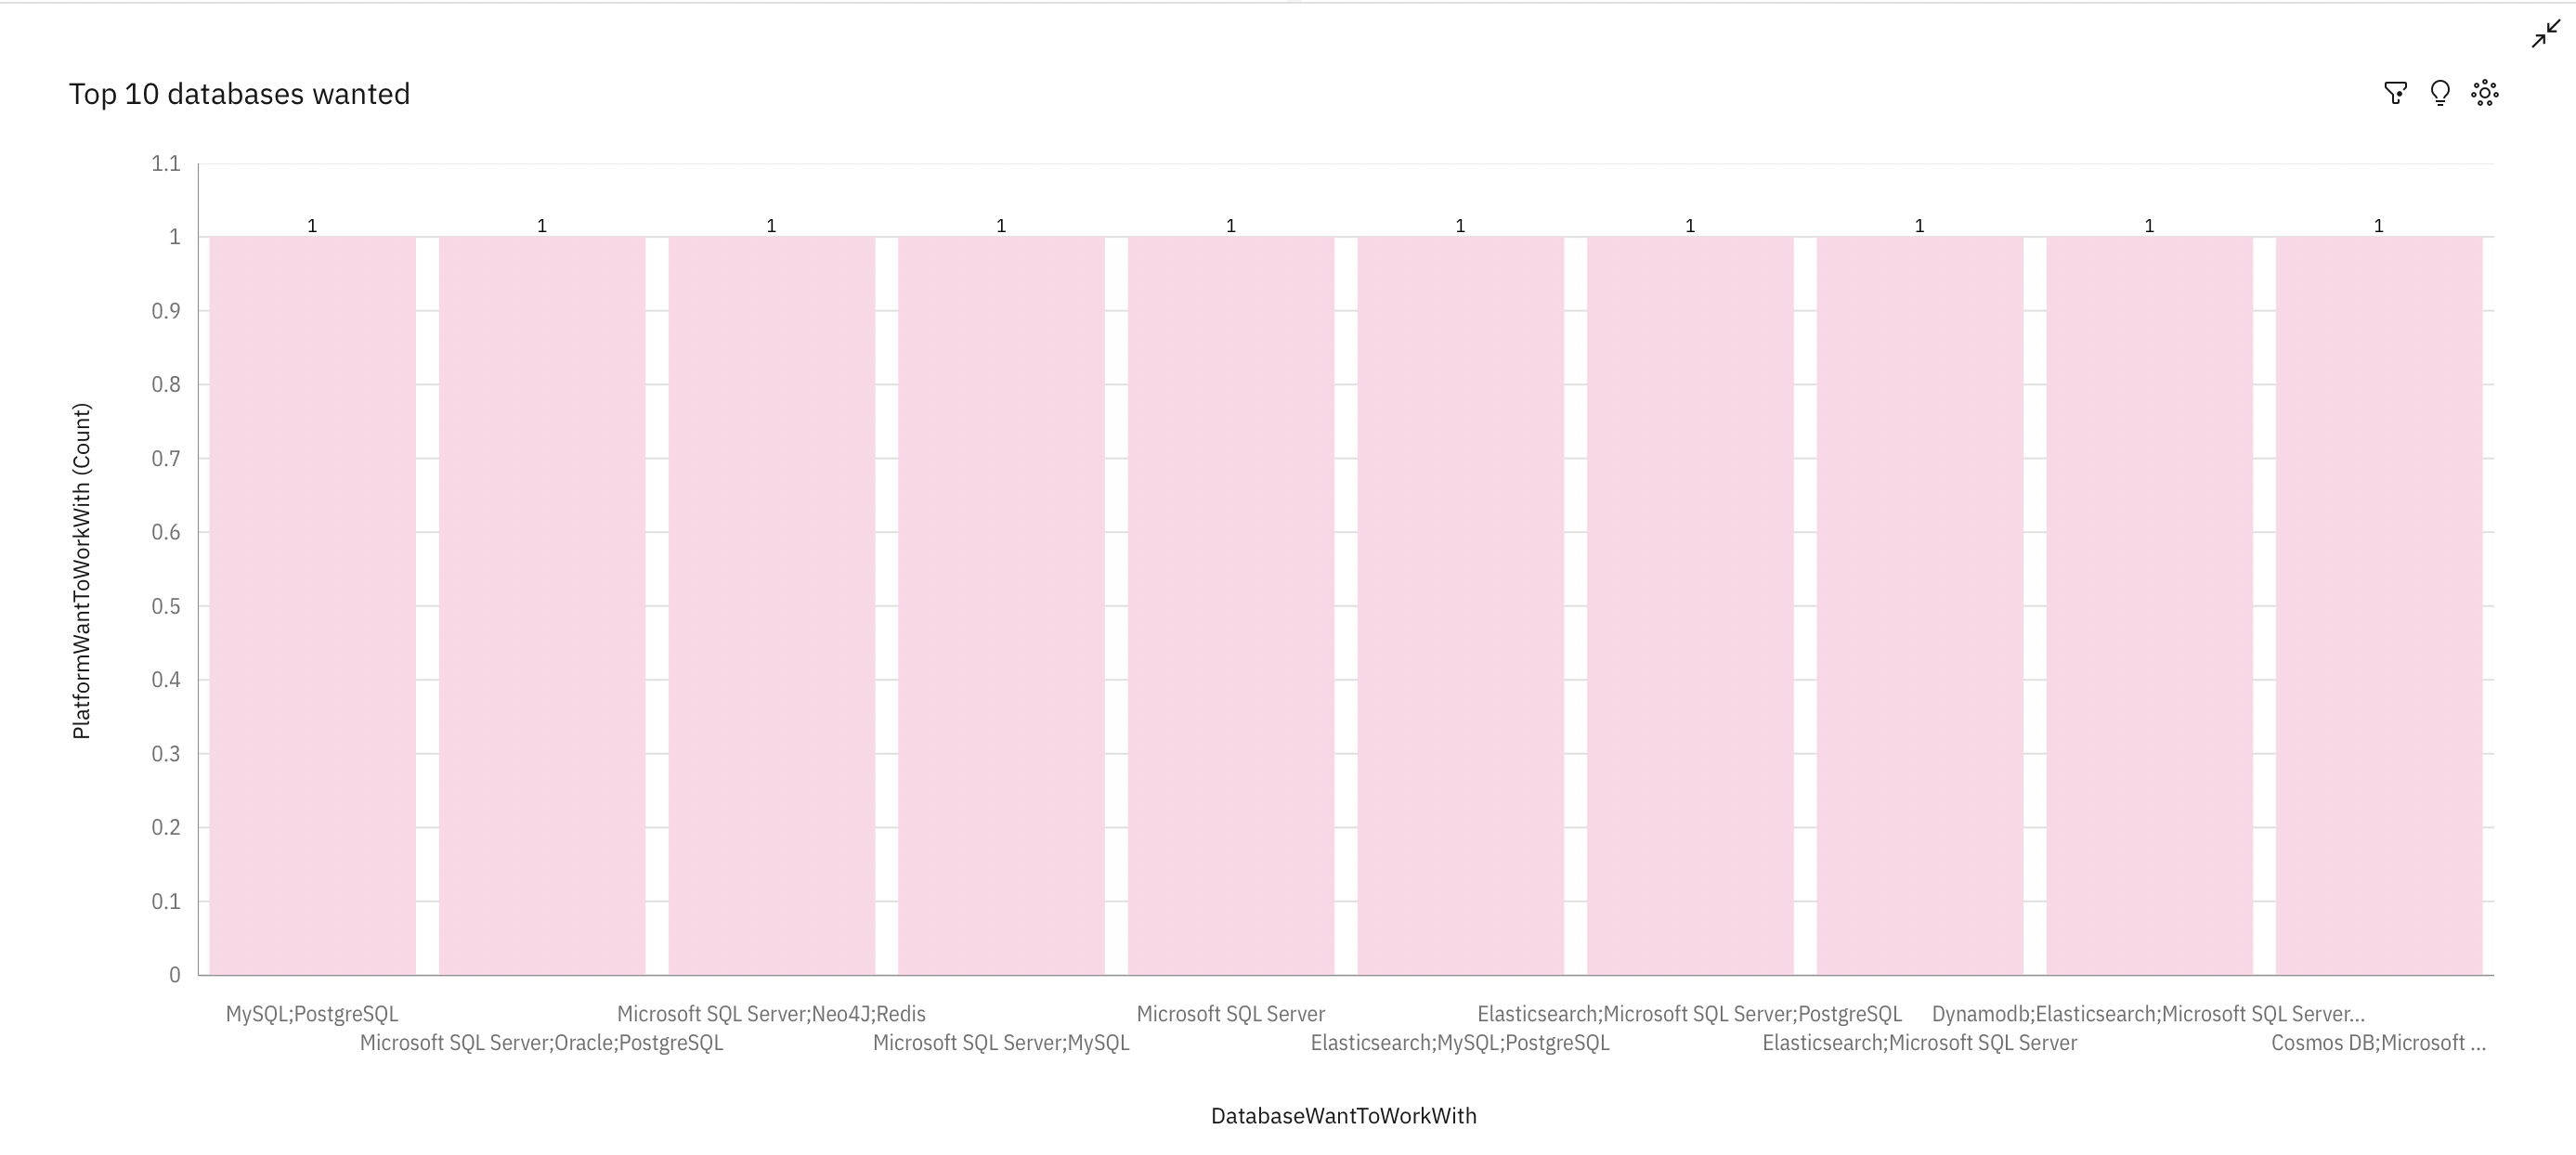 Top 10 databases wanted
PlatformWantToWorkWith (Count)
1.1
1
0.9
0.8
0.7
0.6
0.5
0.4
0.3
0.2
0.1
0
1 1 1 1 1 1 1 1 1 1
MySQL;PostgreSQL
Microsoft SQL Server;Oracle;PostgreSQL
Microsoft SQL Server;Neo4J;Redis
Microsoft SQL Server;MySQL
Microsoft SQL Server
Elasticsearch;MySQL;PostgreSQL
Elasticsearch;Microsoft SQL Server;PostgreSQL
Elasticsearch;Microsoft SQL Server
Dynamodb;Elasticsearch;Microsoft SQL Server...
Cosmos DB;Microsoft ...
DatabaseWantToWorkWith